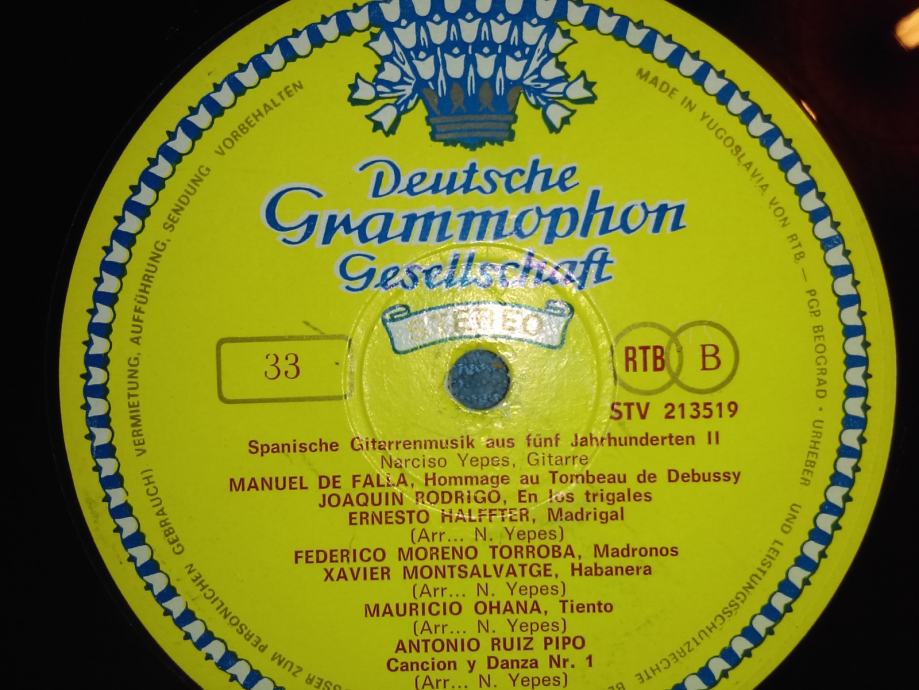 Deutsche
Grammophon
Gesellschaft
STEREO
33
RTB B
STV 213519
Spanische Gitarrenmusik aus fünf Jahrhunderten II
Narciso Yepes, Gitarre
MANUEL DE FALLA, Hommage au Tombeau de Debussy
JOAQUIN RODRIGO, En los trigales
ERNESTO HALFFTER, Madrigal
(Arr... N. Yepes)
FEDERICO MORENO TORROBA, Madronos
XAVIER MONTSALVATGE, Habanera
(Arr... N. Yepes)
MAURICIO OHANA, Tiento
(Arr... N. Yepes)
ANTONIO RUIZ PIPO
Cancion y Danza Nr. 1
(Arr... N. Yepes)
MADE IN YUGOSLAVIA VON RTB — PGP BEOGRAD • URHEBER UND LEISTUNGSSCHUTZRECHTE
ZUM PERSÖNLICHEN GEBRAUCH) VERMIETUNG, AUFFÜHRUNG, SENDUNG VORBEHALTEN